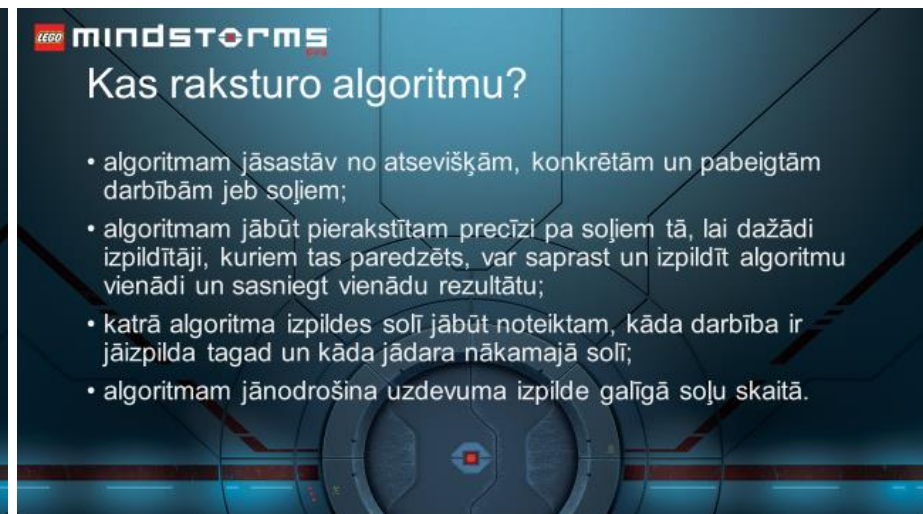 LEGO mindstorms
EV3
Kas raksturo algoritmu?
• algoritmam jāsastāv no atsevišķām, konkrētām un pabeigtām
darbībām jeb soļiem;
• algoritmam jābūt pierakstītam precīzi pa soļiem tā, lai dažādi
izpildītāji, kuriem tas paredzēts, var saprast un izpildīt algoritmu
vienādi un sasniegt vienādu rezultātu;
• katrā algoritma izpildes solī jābūt noteiktam, kāda darbība ir
jāizpilda tagad un kāda jādara nākamajā solī;
• algoritmam jānodrošina uzdevuma izpilde galīgā soļu skaitā.